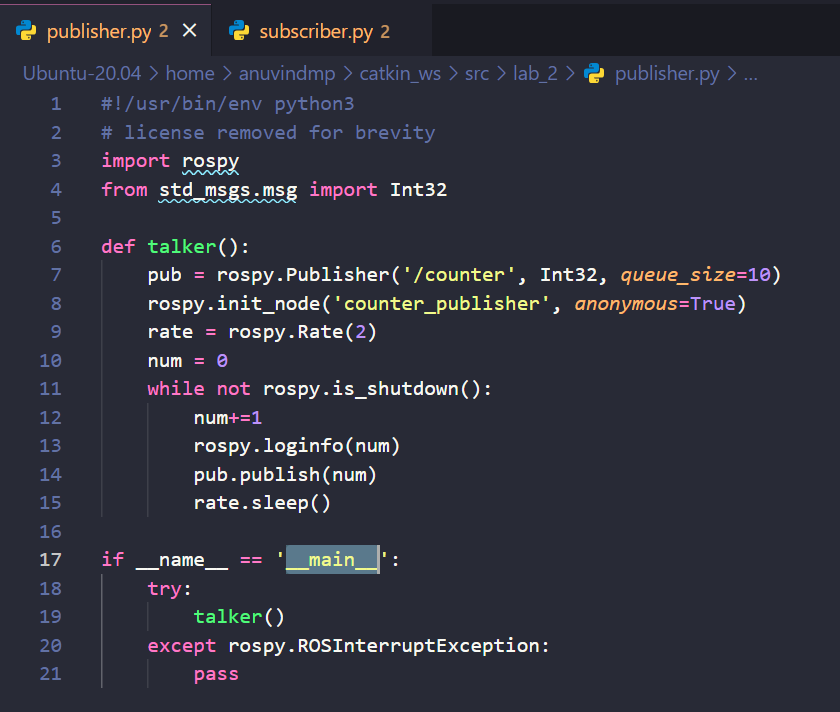 publisher.py 2 × subscriber.py 2
Ubuntu-20.04 > home > anuvindmp > catkin_ws > src > lab_2 > publisher.py > ...
1 #!/usr/bin/env python3
2 # license removed for brevity
3 import rospy
4 from std_msgs.msg import Int32
5
6 def talker():
7     pub = rospy.Publisher('/counter', Int32, queue_size=10)
8     rospy.init_node('counter_publisher', anonymous=True)
9     rate = rospy.Rate(2)
10     num = 0
11     while not rospy.is_shutdown():
12         num+=1
13         rospy.loginfo(num)
14         pub.publish(num)
15         rate.sleep()
16
17 if __name__ == '__main__':
18     try:
19         talker()
20     except rospy.ROSInterruptException:
21         pass